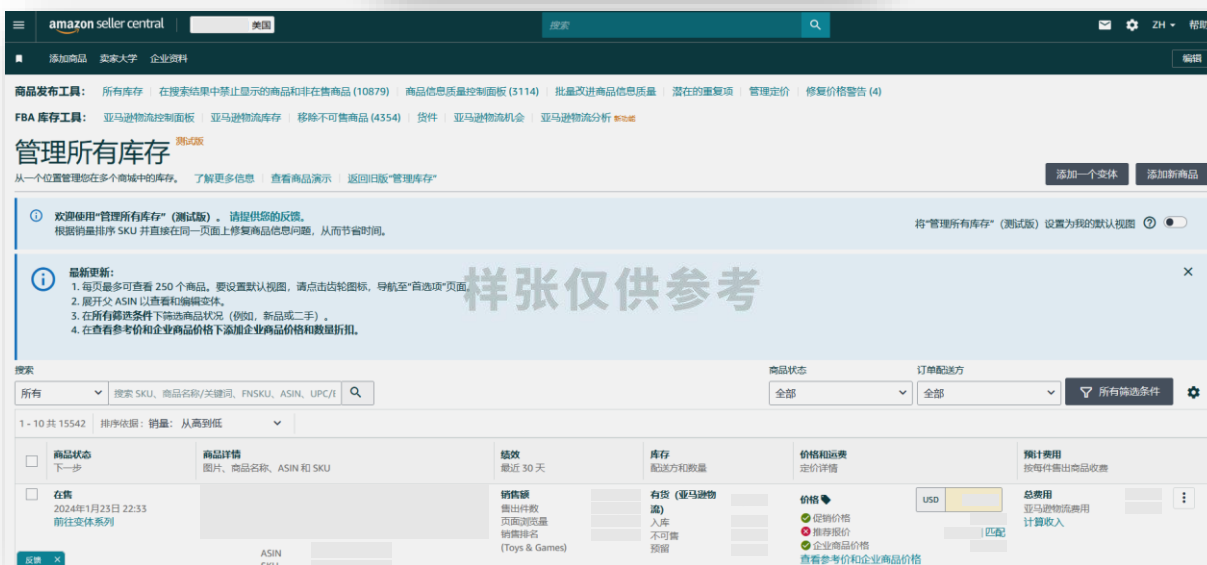 amazon seller central 美国 搜索 ZH 帮助
添加商品 卖家大学 企业资料 编辑
商品发布工具： 所有库存 在搜索结果中禁止显示的商品和非在售商品 (10879) 商品信息质量控制面板 (3114) 批量改进商品信息质量 潜在的重复项 管理定价 修复价格警告 (4)
FBA 库存工具： 亚马逊物流控制面板 亚马逊物流库存 移除不可售商品 (4354) 货件 亚马逊物流机会 亚马逊物流分析 新功能
管理所有库存 测试版
从一个位置管理您在多个商城中的库存。 了解更多信息 查看商品演示 返回旧版"管理库存"
添加一个变体 添加新商品
欢迎使用"管理所有库存"（测试版）。 请提供您的反馈。
根据销量排序 SKU 并直接在同一页面上修复商品信息问题，从而节省时间。
将"管理所有库存"（测试版）设置为我的默认视图
最新更新:
1. 每页最多可查看 250 个商品。要设置默认视图，请点击齿轮图标，导航至"首选项"页面。
2. 展开父 ASIN 以查看和编辑变体。
3. 在所有筛选条件下筛选商品状况（例如，新品或二手）。
4. 在查看参考价和企业商品价格下添加企业商品价格和数量折扣。
样张仅供参考
搜索 商品状态 订单配送方
所有 搜索 SKU、商品名称/关键词、FNSKU、ASIN、UPC/E 全部 全部 所有筛选条件
1 - 10 共 15542 排序依据: 销量: 从高到低
商品状态 商品详情 绩效 库存 价格和运费 预计费用
下一步 图片、商品名称、ASIN 和 SKU 最近 30 天 配送方和数量 定价详情 按每件售出商品收费
在售 销售额 有货（亚马逊物流） 价格 USD 总费用
2024年1月23日 22:33 售出件数 入库 促销价格 亚马逊物流费用
前往变体系列 页面浏览量 不可售 推荐报价 匹配 计算收入
销售排名 预留 企业商品价格
(Toys & Games) 查看参考价和企业商品价格
反馈 ASIN
SKU